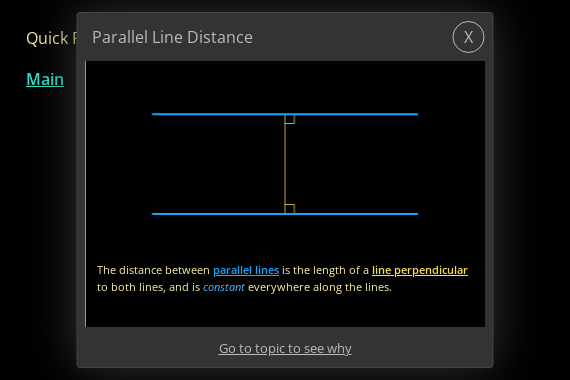 Quick
Parallel Line Distance
X
Main
The distance between parallel lines is the length of a line perpendicular
to both lines, and is constant everywhere along the lines.
Go to topic to see why